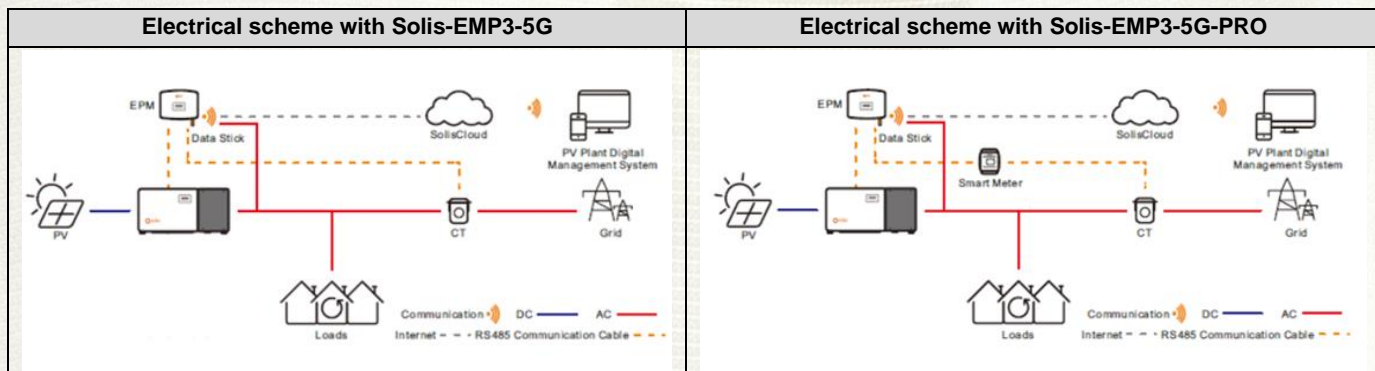 Electrical scheme with Solis-EMP3-5G
EPM
Data Stick
SolisCloud
PV Plant Digital
Management System
PV
CT
Grid
Loads
Communication DC AC
Internet RS485 Communication Cable
Electrical scheme with Solis-EMP3-5G-PRO
EPM
Data Stick
SolisCloud
PV Plant Digital
Management System
Smart Meter
PV
CT
Grid
Loads
Communication DC AC
Internet RS485 Communication Cable